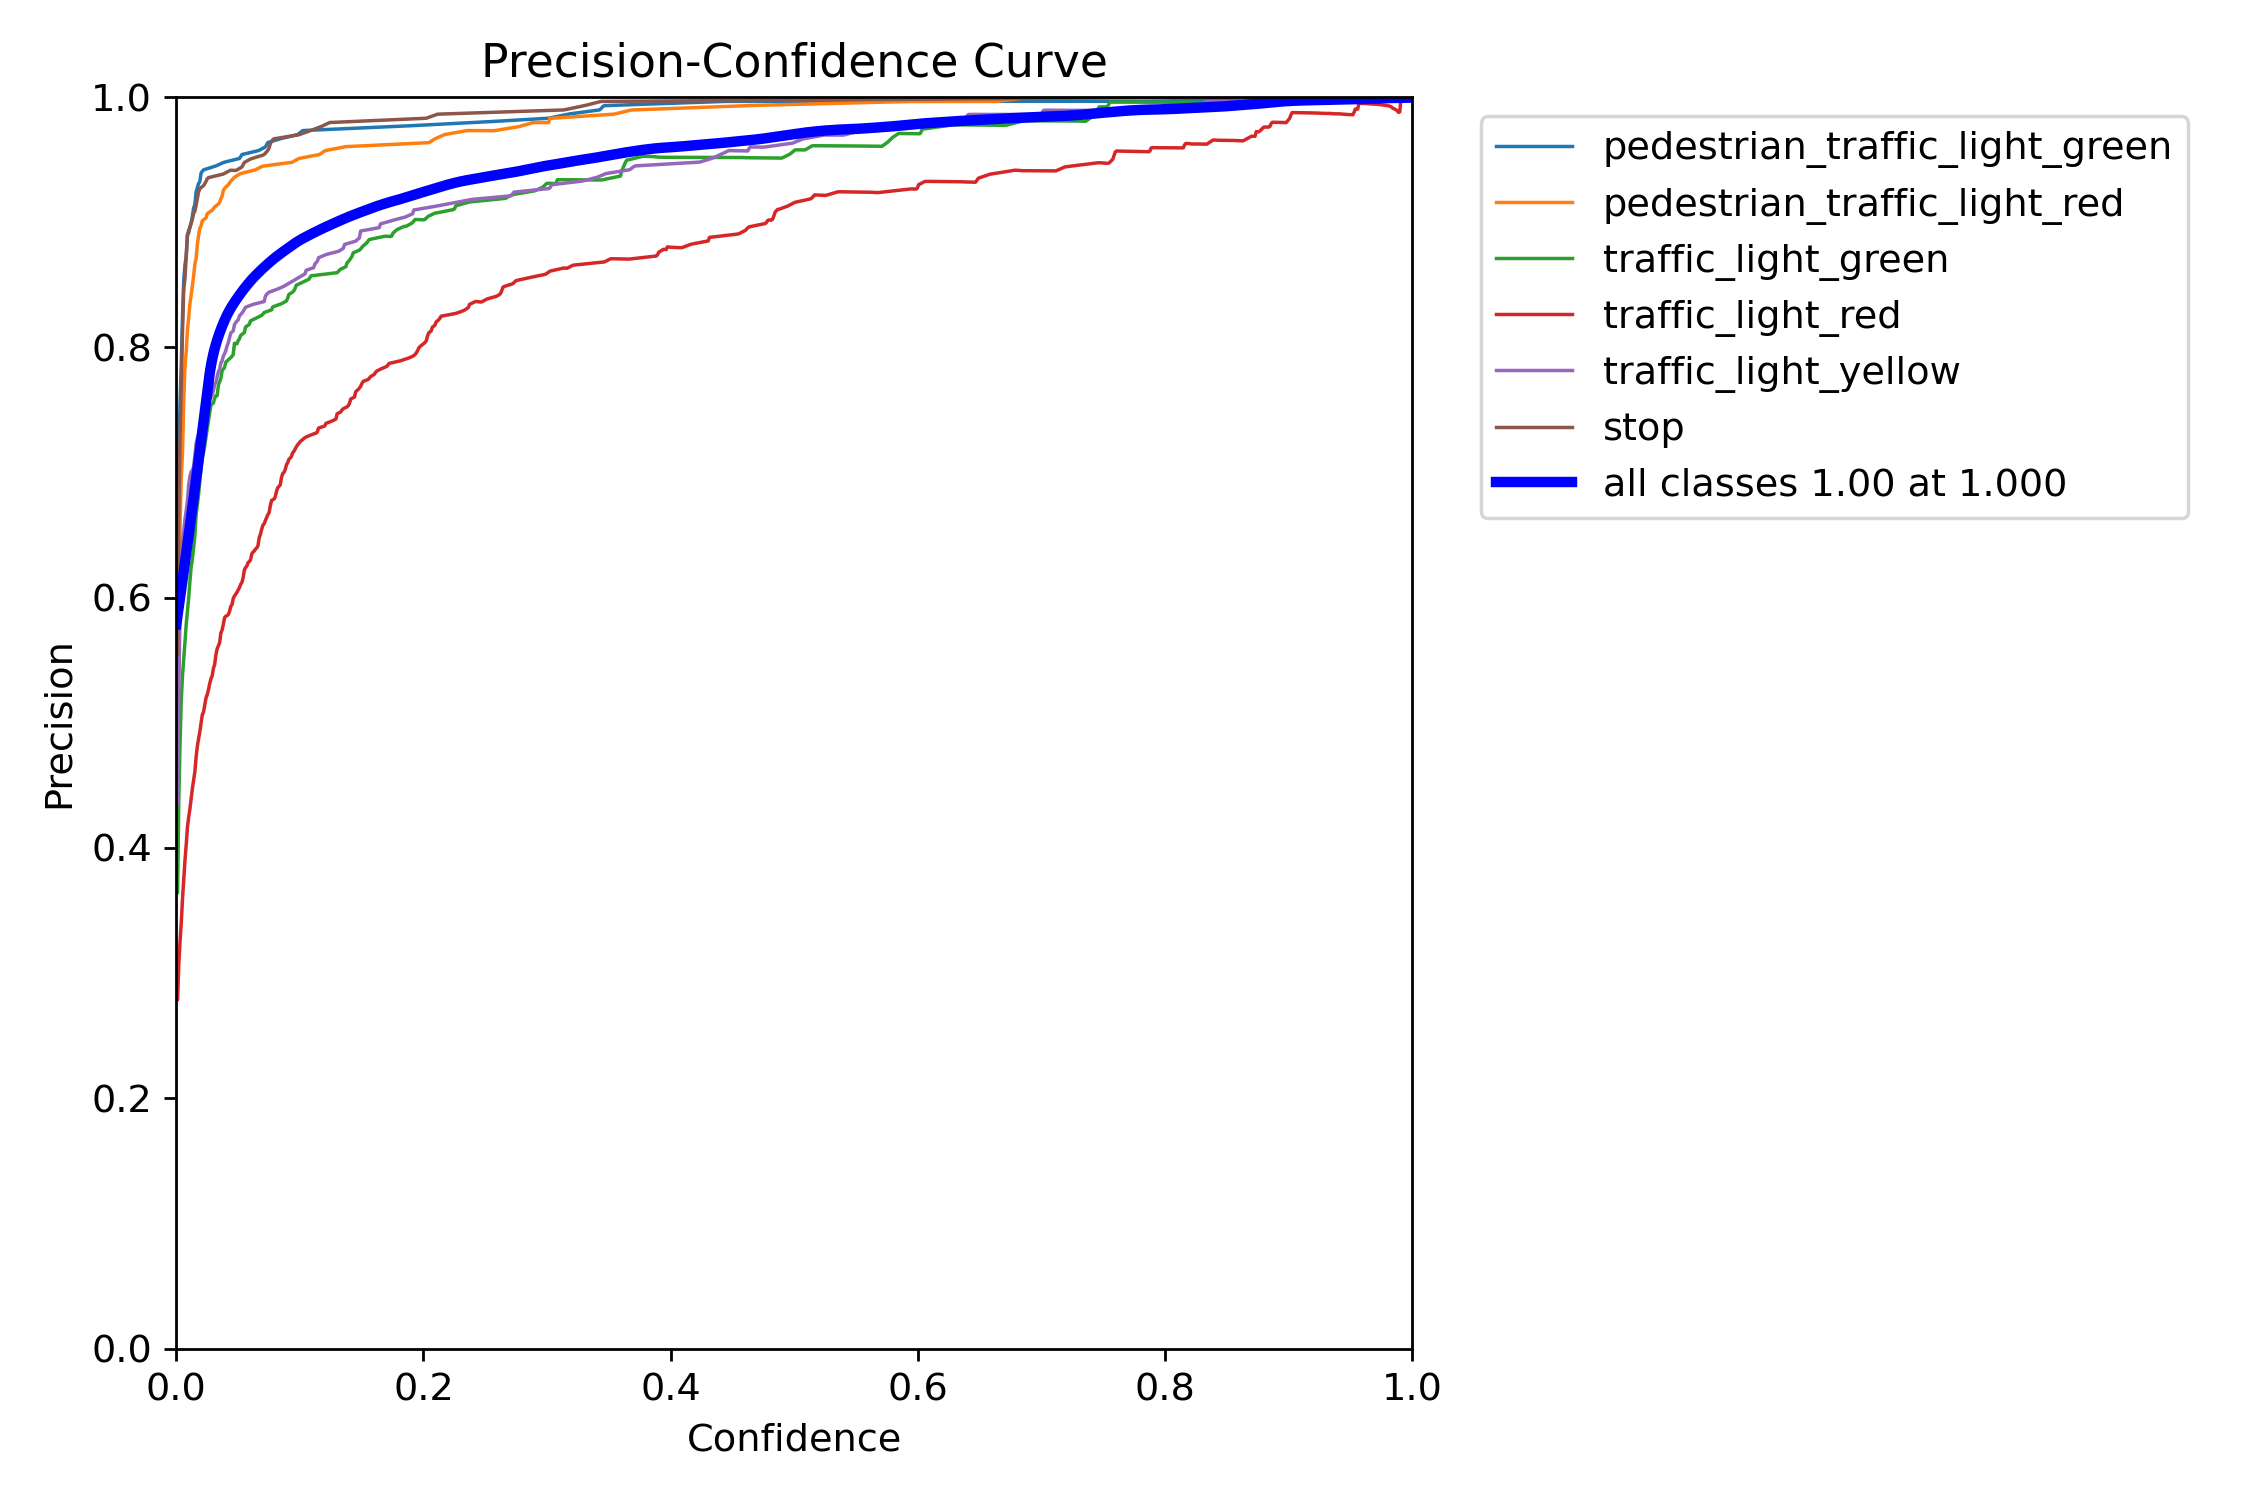 Precision-Confidence Curve
1.0
0.8
0.6
0.4
0.2
0.0
Precision
0.0 0.2 0.4 0.6 0.8 1.0
Confidence
pedestrian_traffic_light_green
pedestrian_traffic_light_red
traffic_light_green
traffic_light_red
traffic_light_yellow
stop
all classes 1.00 at 1.000